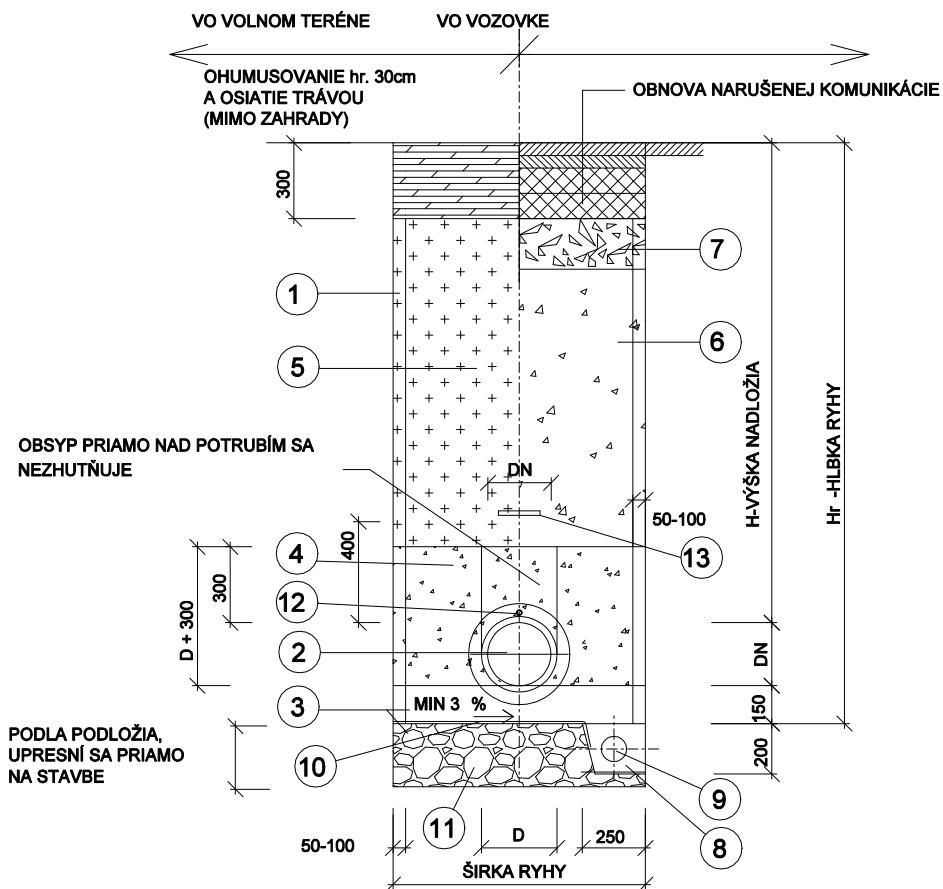 VO VOLNOM TERÉNE
VO VOZOVKE
OHUMUSOVANIE hr. 30cm
A OSIATIE TRÁVOU
(MIMO ZAHRADY)
OBNOVA NARUŠENEJ KOMUNIKÁCIE
300
7
1
6
5
H-VÝŠKA NADLOŽIA
Hr -HLBKA RYHY
OBSYP PRIAMO NAD POTRUBÍM SA
NEZHUTŇUJE
DN
50-100
13
400
4
300
12
D + 300
2
DN
3
MIN 3 %
150
PODLA PODLOŽIA,
UPRESNÍ SA PRIAMO
NA STAVBE
10
200
9
11
8
50-100
D
250
ŠIRKA RYHY